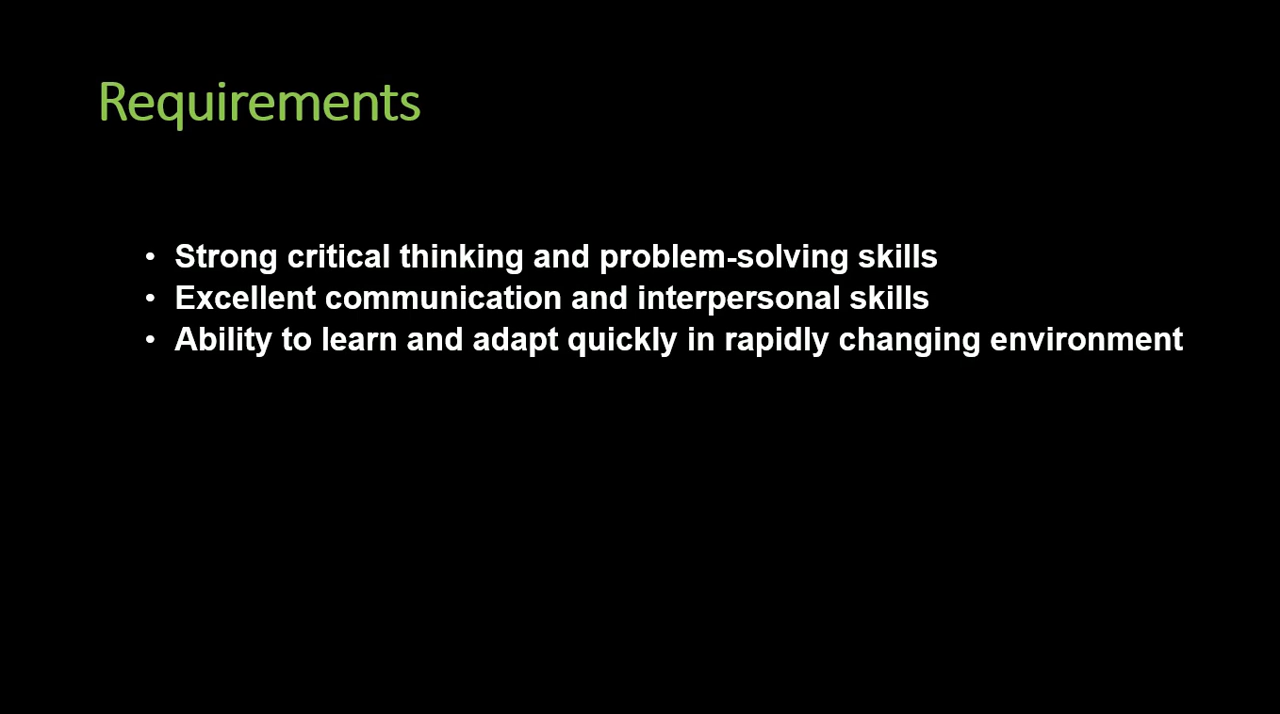 Requirements
• Strong critical thinking and problem-solving skills
• Excellent communication and interpersonal skills
• Ability to learn and adapt quickly in rapidly changing environment